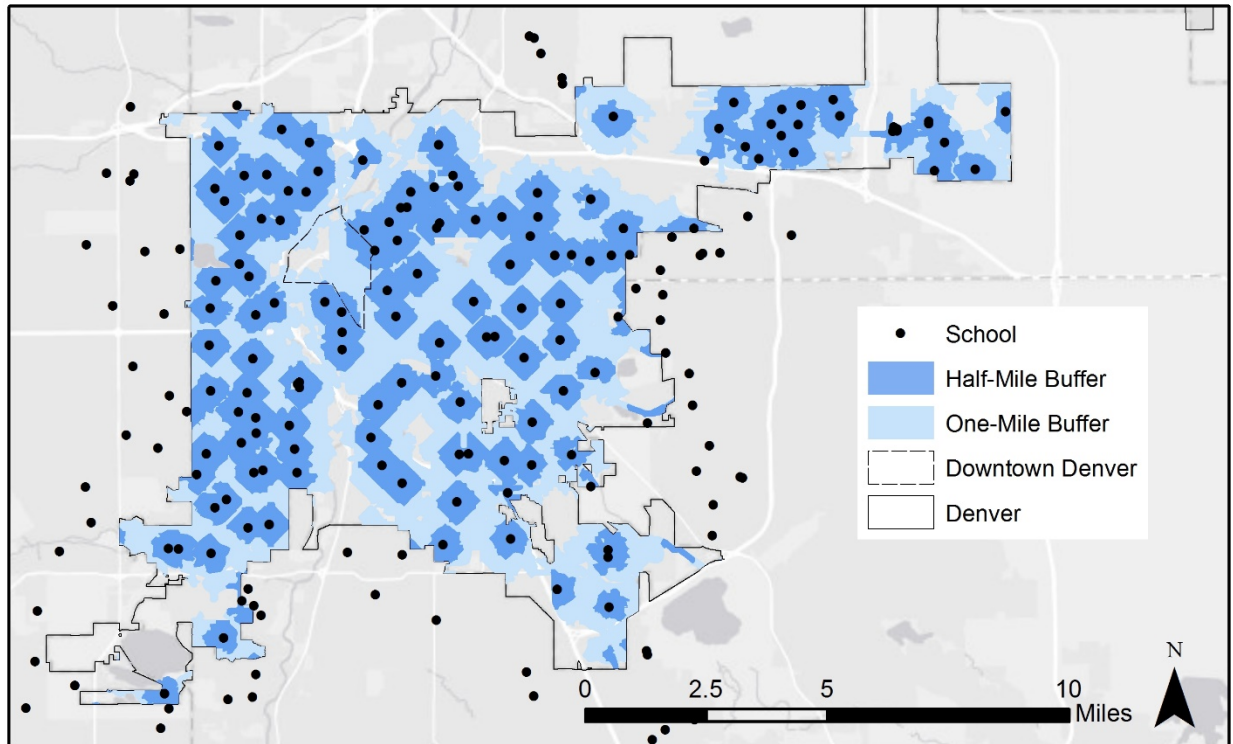 School
Half-Mile Buffer
One-Mile Buffer
Downtown Denver
Denver
N
0 2.5 5 10
Miles